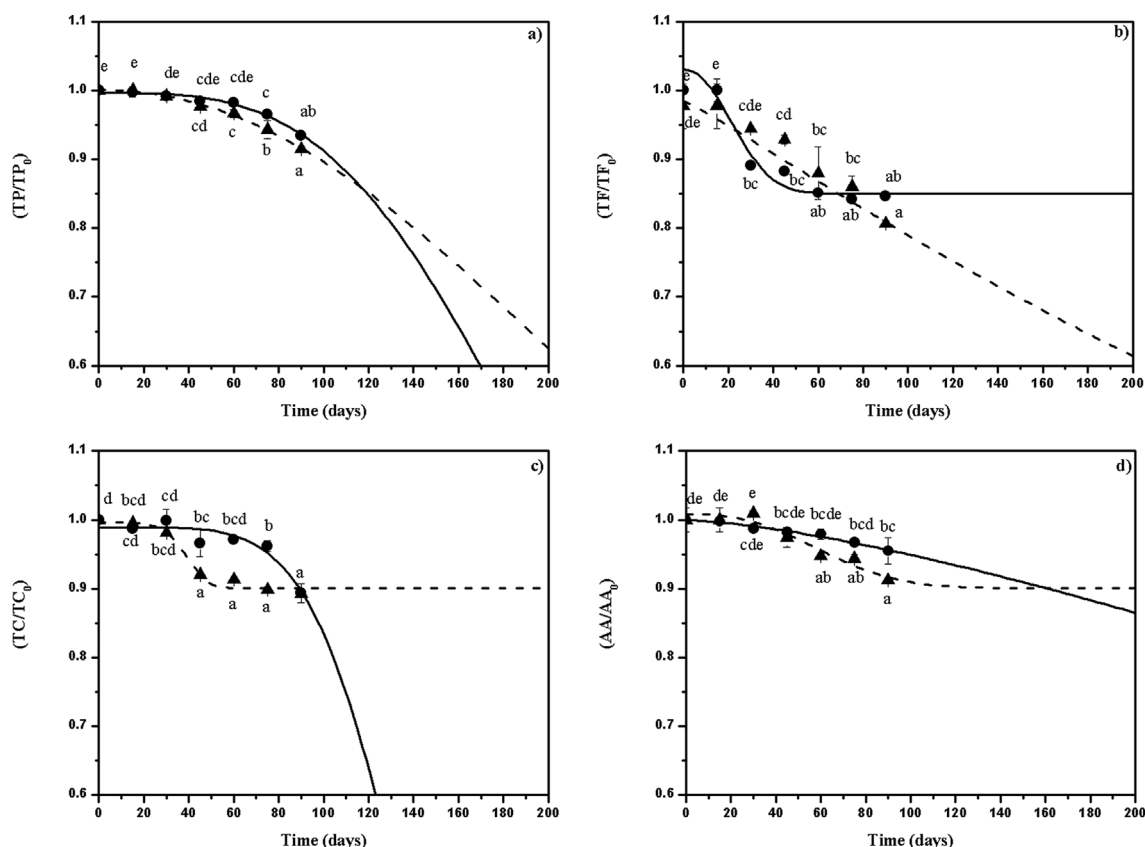 a)
1.1
1.0
0.9
0.8
0.7
0.6
(TP/TP₀)
e e de cde cde c ab
cd c b a
0 20 40 60 80 100 120 140 160 180 200
Time (days)
b)
1.1
1.0
0.9
0.8
0.7
0.6
(TF/TF₀)
e e cde cd bc bc ab
de bc bc ab ab a
0 20 40 60 80 100 120 140 160 180 200
Time (days)
c)
1.1
1.0
0.9
0.8
0.7
0.6
(TC/TC₀)
d bcd cd bc bcd b a
cd bcd a a a
0 20 40 60 80 100 120 140 160 180 200
Time (days)
d)
1.1
1.0
0.9
0.8
0.7
0.6
(AA/AA₀)
de de e bcde bcde bcd bc
cde ab ab a
0 20 40 60 80 100 120 140 160 180 200
Time (days)